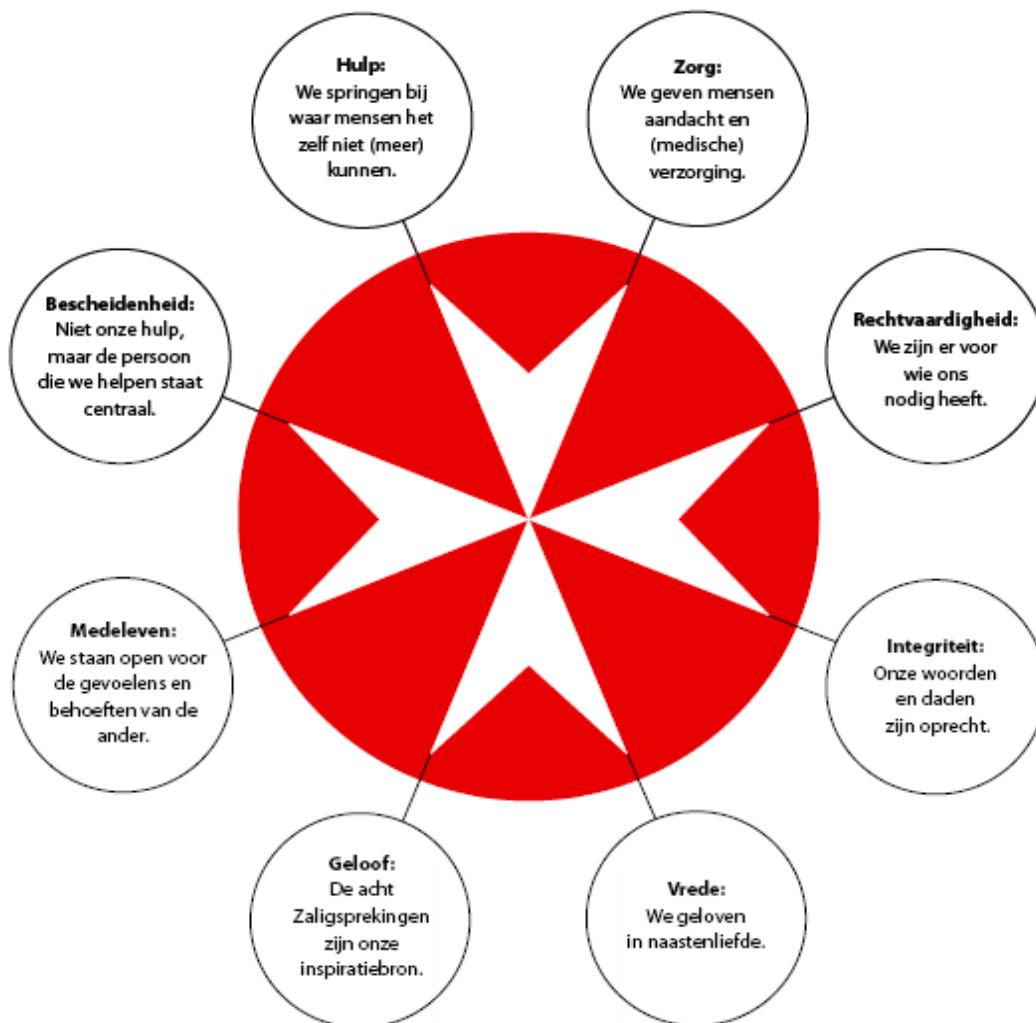 Hulp:
We springen bij
waar mensen het
zelf niet (meer)
kunnen.
Zorg:
We geven mensen
aandacht en
(medische)
verzorging.
Bescheidenheid:
Niet onze hulp,
maar de persoon
die we helpen staat
centraal.
Rechtvaardigheid:
We zijn er voor
wie ons
nodig heeft.
Medeleven:
We staan open voor
de gevoelens en
behoeften van de
ander.
Integriteit:
Onze woorden
en daden
zijn oprecht.
Geloof:
De acht
Zaligsprekingen
zijn onze
inspiratiebron.
Vrede:
We geloven
in naastenliefde.